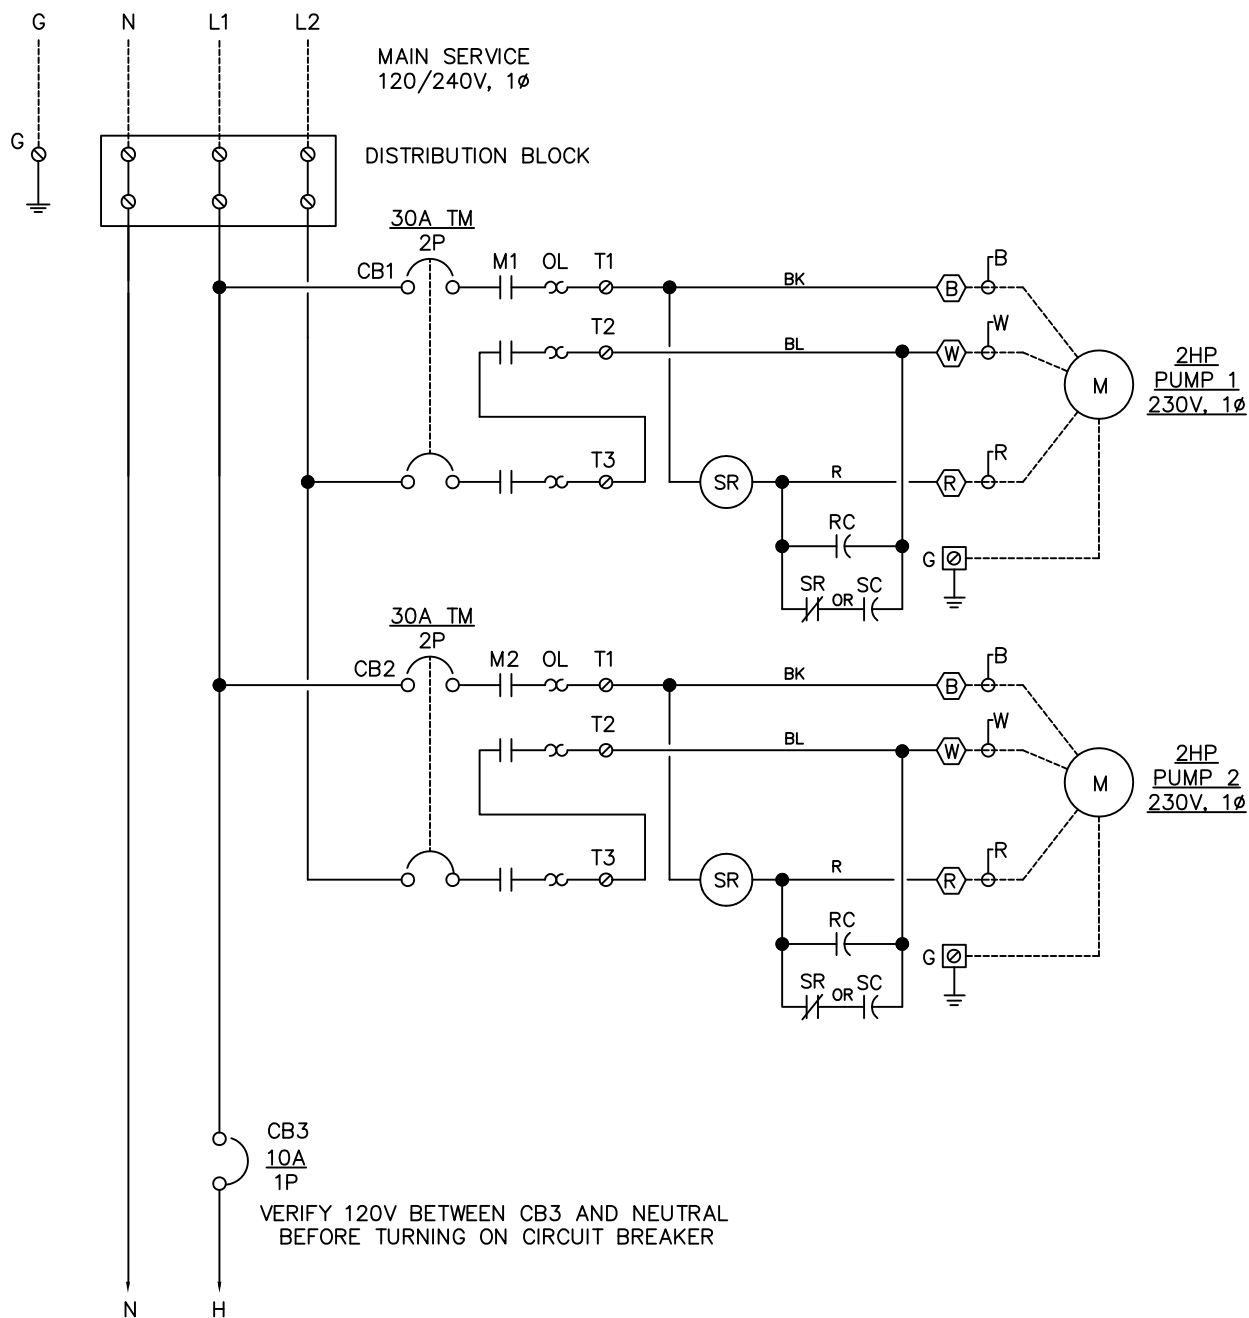 G
N
L1
L2
MAIN SERVICE
120/240V, 1ø
G
DISTRIBUTION BLOCK
30A TM
2P
CB1
M1
OL
T1
BK
B
B
T2
BL
W
W
M
2HP
PUMP 1
230V, 1ø
T3
SR
R
R
R
RC
G
SR
OR
SC
30A TM
2P
CB2
M2
OL
T1
BK
B
B
T2
BL
W
W
M
2HP
PUMP 2
230V, 1ø
T3
SR
R
R
R
RC
G
SR
OR
SC
CB3
10A
1P
VERIFY 120V BETWEEN CB3 AND NEUTRAL
BEFORE TURNING ON CIRCUIT BREAKER
N
H